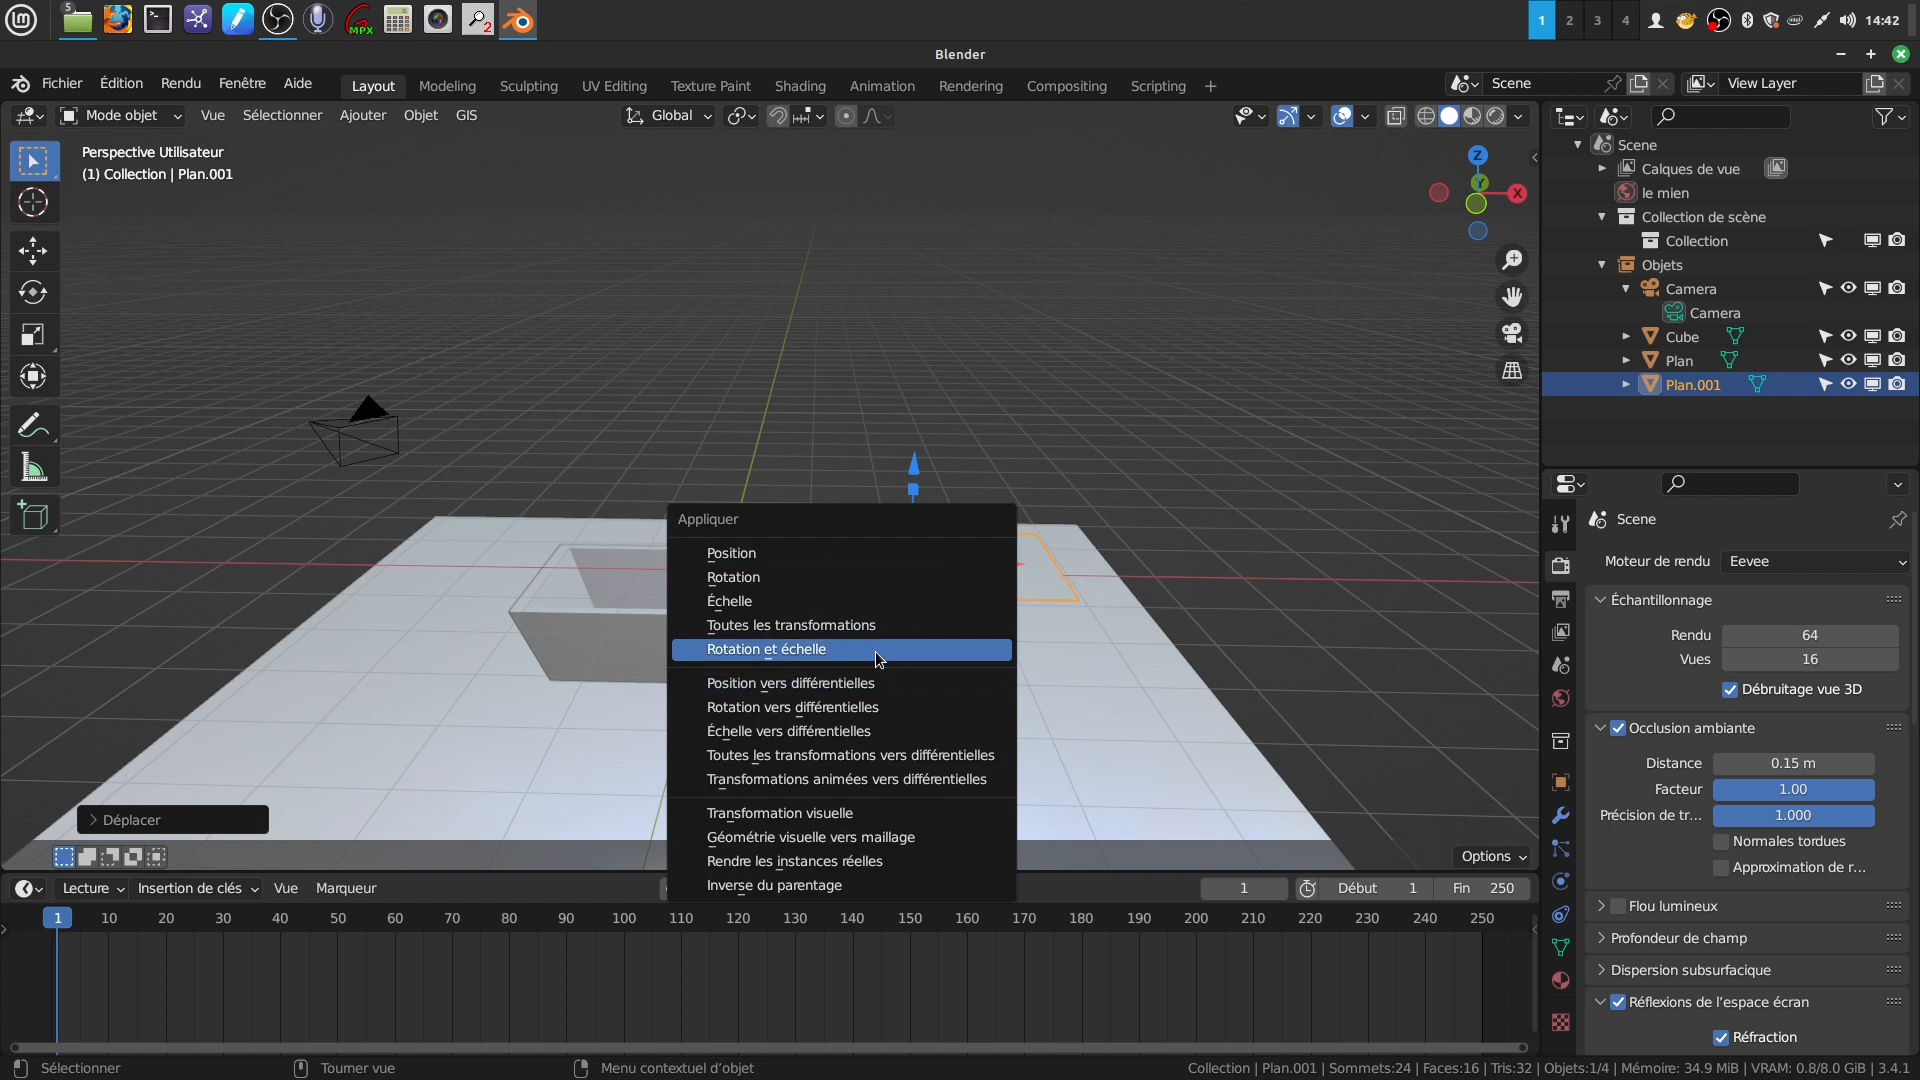 5
MPX
2
1
2
3
4
14:42
Blender
Fichier
Édition
Rendu
Fenêtre
Aide
Layout
Modeling
Sculpting
UV Editing
Texture Paint
Shading
Animation
Rendering
Compositing
Scripting
+
Scene
View Layer
Mode objet
Vue
Sélectionner
Ajouter
Objet
GIS
Global
Perspective Utilisateur
(1) Collection | Plan.001
Z
Y
X
Scene
Calques de vue
le mien
Collection de scène
Collection
Objets
Camera
Camera
Cube
Plan
Plan.001
Appliquer
Position
Rotation
Échelle
Toutes les transformations
Rotation et échelle
Position vers différentielles
Rotation vers différentielles
Échelle vers différentielles
Toutes les transformations vers différentielles
Transformations animées vers différentielles
Transformation visuelle
Géométrie visuelle vers maillage
Rendre les instances réelles
Inverse du parentage
Déplacer
Options
Scene
Moteur de rendu Eevee
Échantillonnage
Rendu 64
Vues 16
Débruitage vue 3D
Occlusion ambiante
Distance 0.15 m
Facteur 1.00
Précision de tr... 1.000
Normales tordues
Approximation de r...
Flou lumineux
Profondeur de champ
Dispersion subsurfacique
Réflexions de l'espace écran
Réfraction
Lecture
Insertion de clés
Vue
Marqueur
1
Début 1
Fin 250
1 10 20 30 40 50 60 70 80 90 100 110 120 130 140 150 160 170 180 190 200 210 220 230 240 250
Sélectionner
Tourner vue
Menu contextuel d'objet
Collection | Plan.001 | Sommets:24 | Faces:16 | Tris:32 | Objets:1/4 | Mémoire: 34.9 MiB | VRAM: 0.8/8.0 GiB | 3.4.1